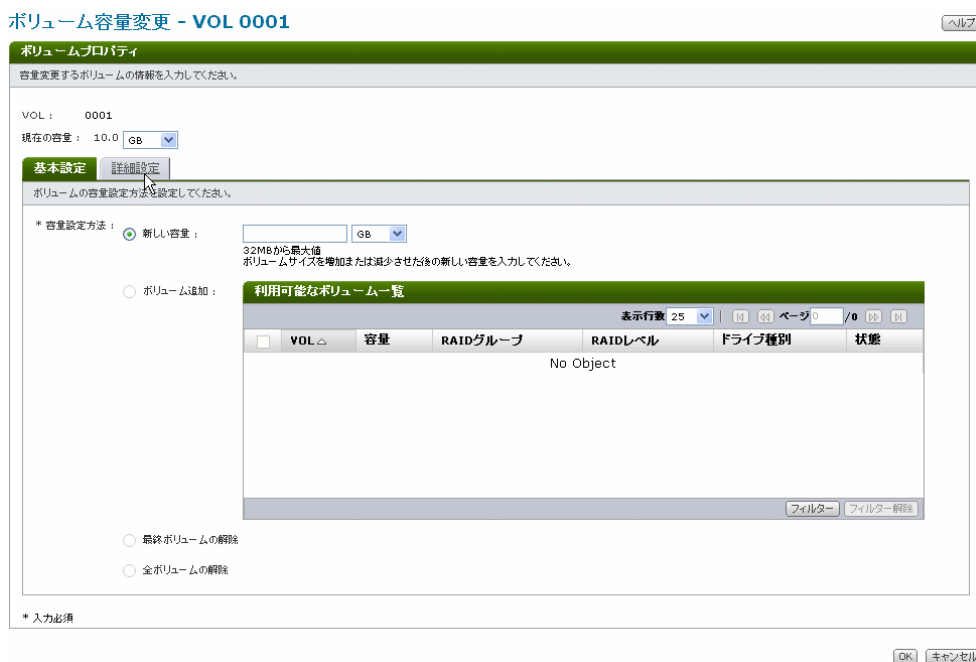 ボリューム容量変更 - VOL 0001
ヘルプ
ボリュームプロパティ
容量変更するボリュームの情報を入力してください。
VOL : 0001
現在の容量 : 10.0 GB
基本設定 詳細設定
ボリュームの容量設定方法を設定してください。
* 容量設定方法 : 新しい容量 : GB
32MBから最大値
ボリュームサイズを増加または減少させた後の新しい容量を入力してください。
ボリューム追加 : 利用可能なボリューム一覧
表示行数 25 ページ 0 /0
VOL△ 容量 RAIDグループ RAIDレベル ドライブ種別 状態
No Object
フィルター フィルター解除
最終ボリュームの解除
全ボリュームの解除
* 入力必須
OK キャンセル